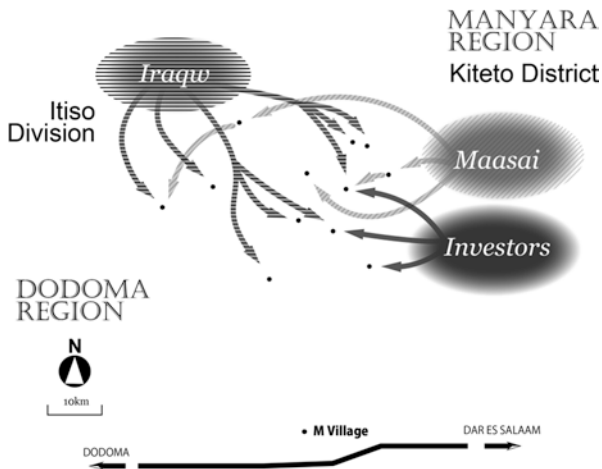 MANYARA
REGION
Kiteto District
Iraqw
Itiso
Division
Maasai
Investors
DODOMA
REGION
N
10km
M Village
DODOMA
DAR ES SALAAM